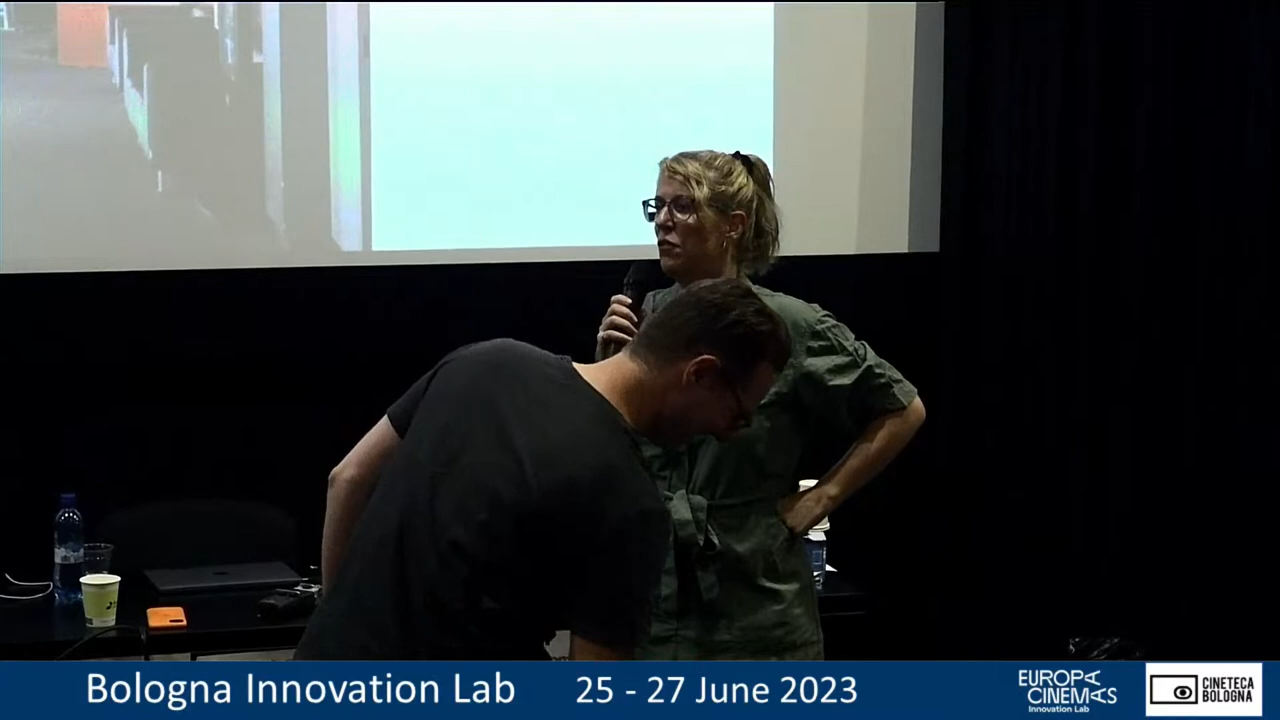 Bologna Innovation Lab 25 - 27 June 2023
EUROPA
CINEMAS
Innovation Lab
CINETECA
BOLOGNA